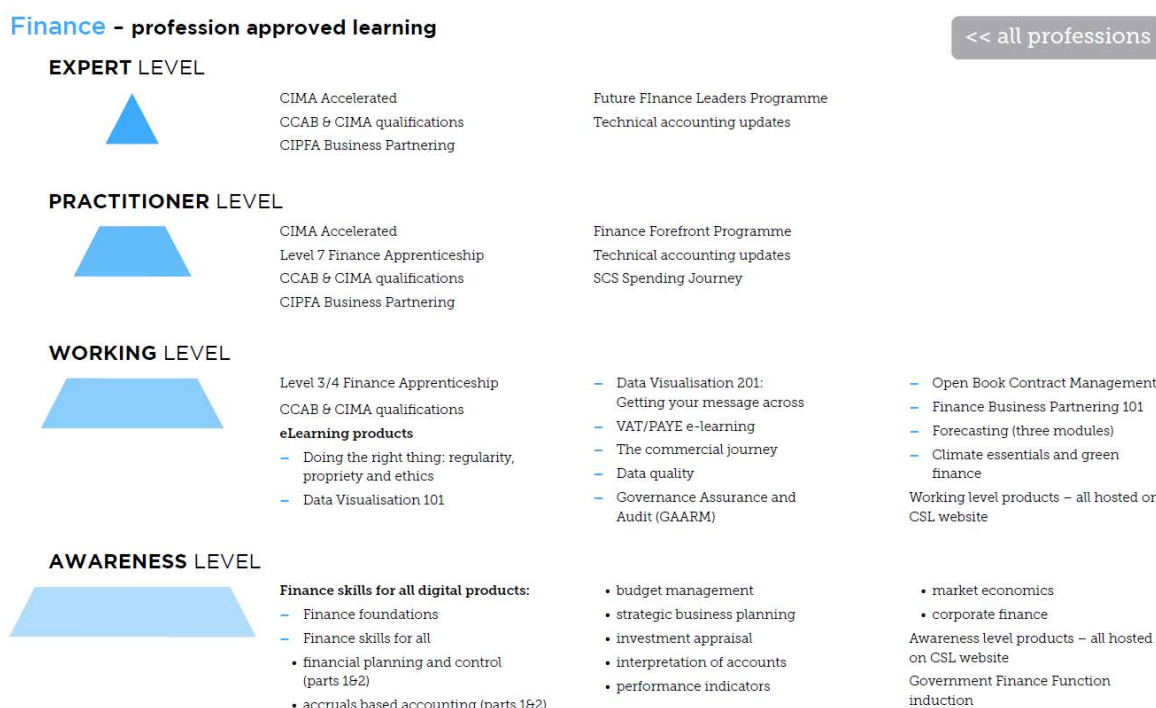 Finance - profession approved learning
<< all professions
EXPERT LEVEL
CIMA Accelerated
CCAB & CIMA qualifications
CIPFA Business Partnering
Future FInance Leaders Programme
Technical accounting updates
PRACTITIONER LEVEL
CIMA Accelerated
Level 7 Finance Apprenticeship
CCAB & CIMA qualifications
CIPFA Business Partnering
Finance Forefront Programme
Technical accounting updates
SCS Spending Journey
WORKING LEVEL
Level 3/4 Finance Apprenticeship
CCAB & CIMA qualifications
eLearning products
– Doing the right thing: regularity,
propriety and ethics
– Data Visualisation 101
– Data Visualisation 201:
Getting your message across
– VAT/PAYE e-learning
– The commercial journey
– Data quality
– Governance Assurance and
Audit (GAARM)
– Open Book Contract Management
– Finance Business Partnering 101
– Forecasting (three modules)
– Climate essentials and green
finance
Working level products – all hosted on
CSL website
AWARENESS LEVEL
Finance skills for all digital products:
– Finance foundations
– Finance skills for all
• financial planning and control
(parts 1&2)
• accruals based accounting (parts 1&2)
• budget management
• strategic business planning
• investment appraisal
• interpretation of accounts
• performance indicators
• market economics
• corporate finance
Awareness level products – all hosted
on CSL website
Government Finance Function
induction